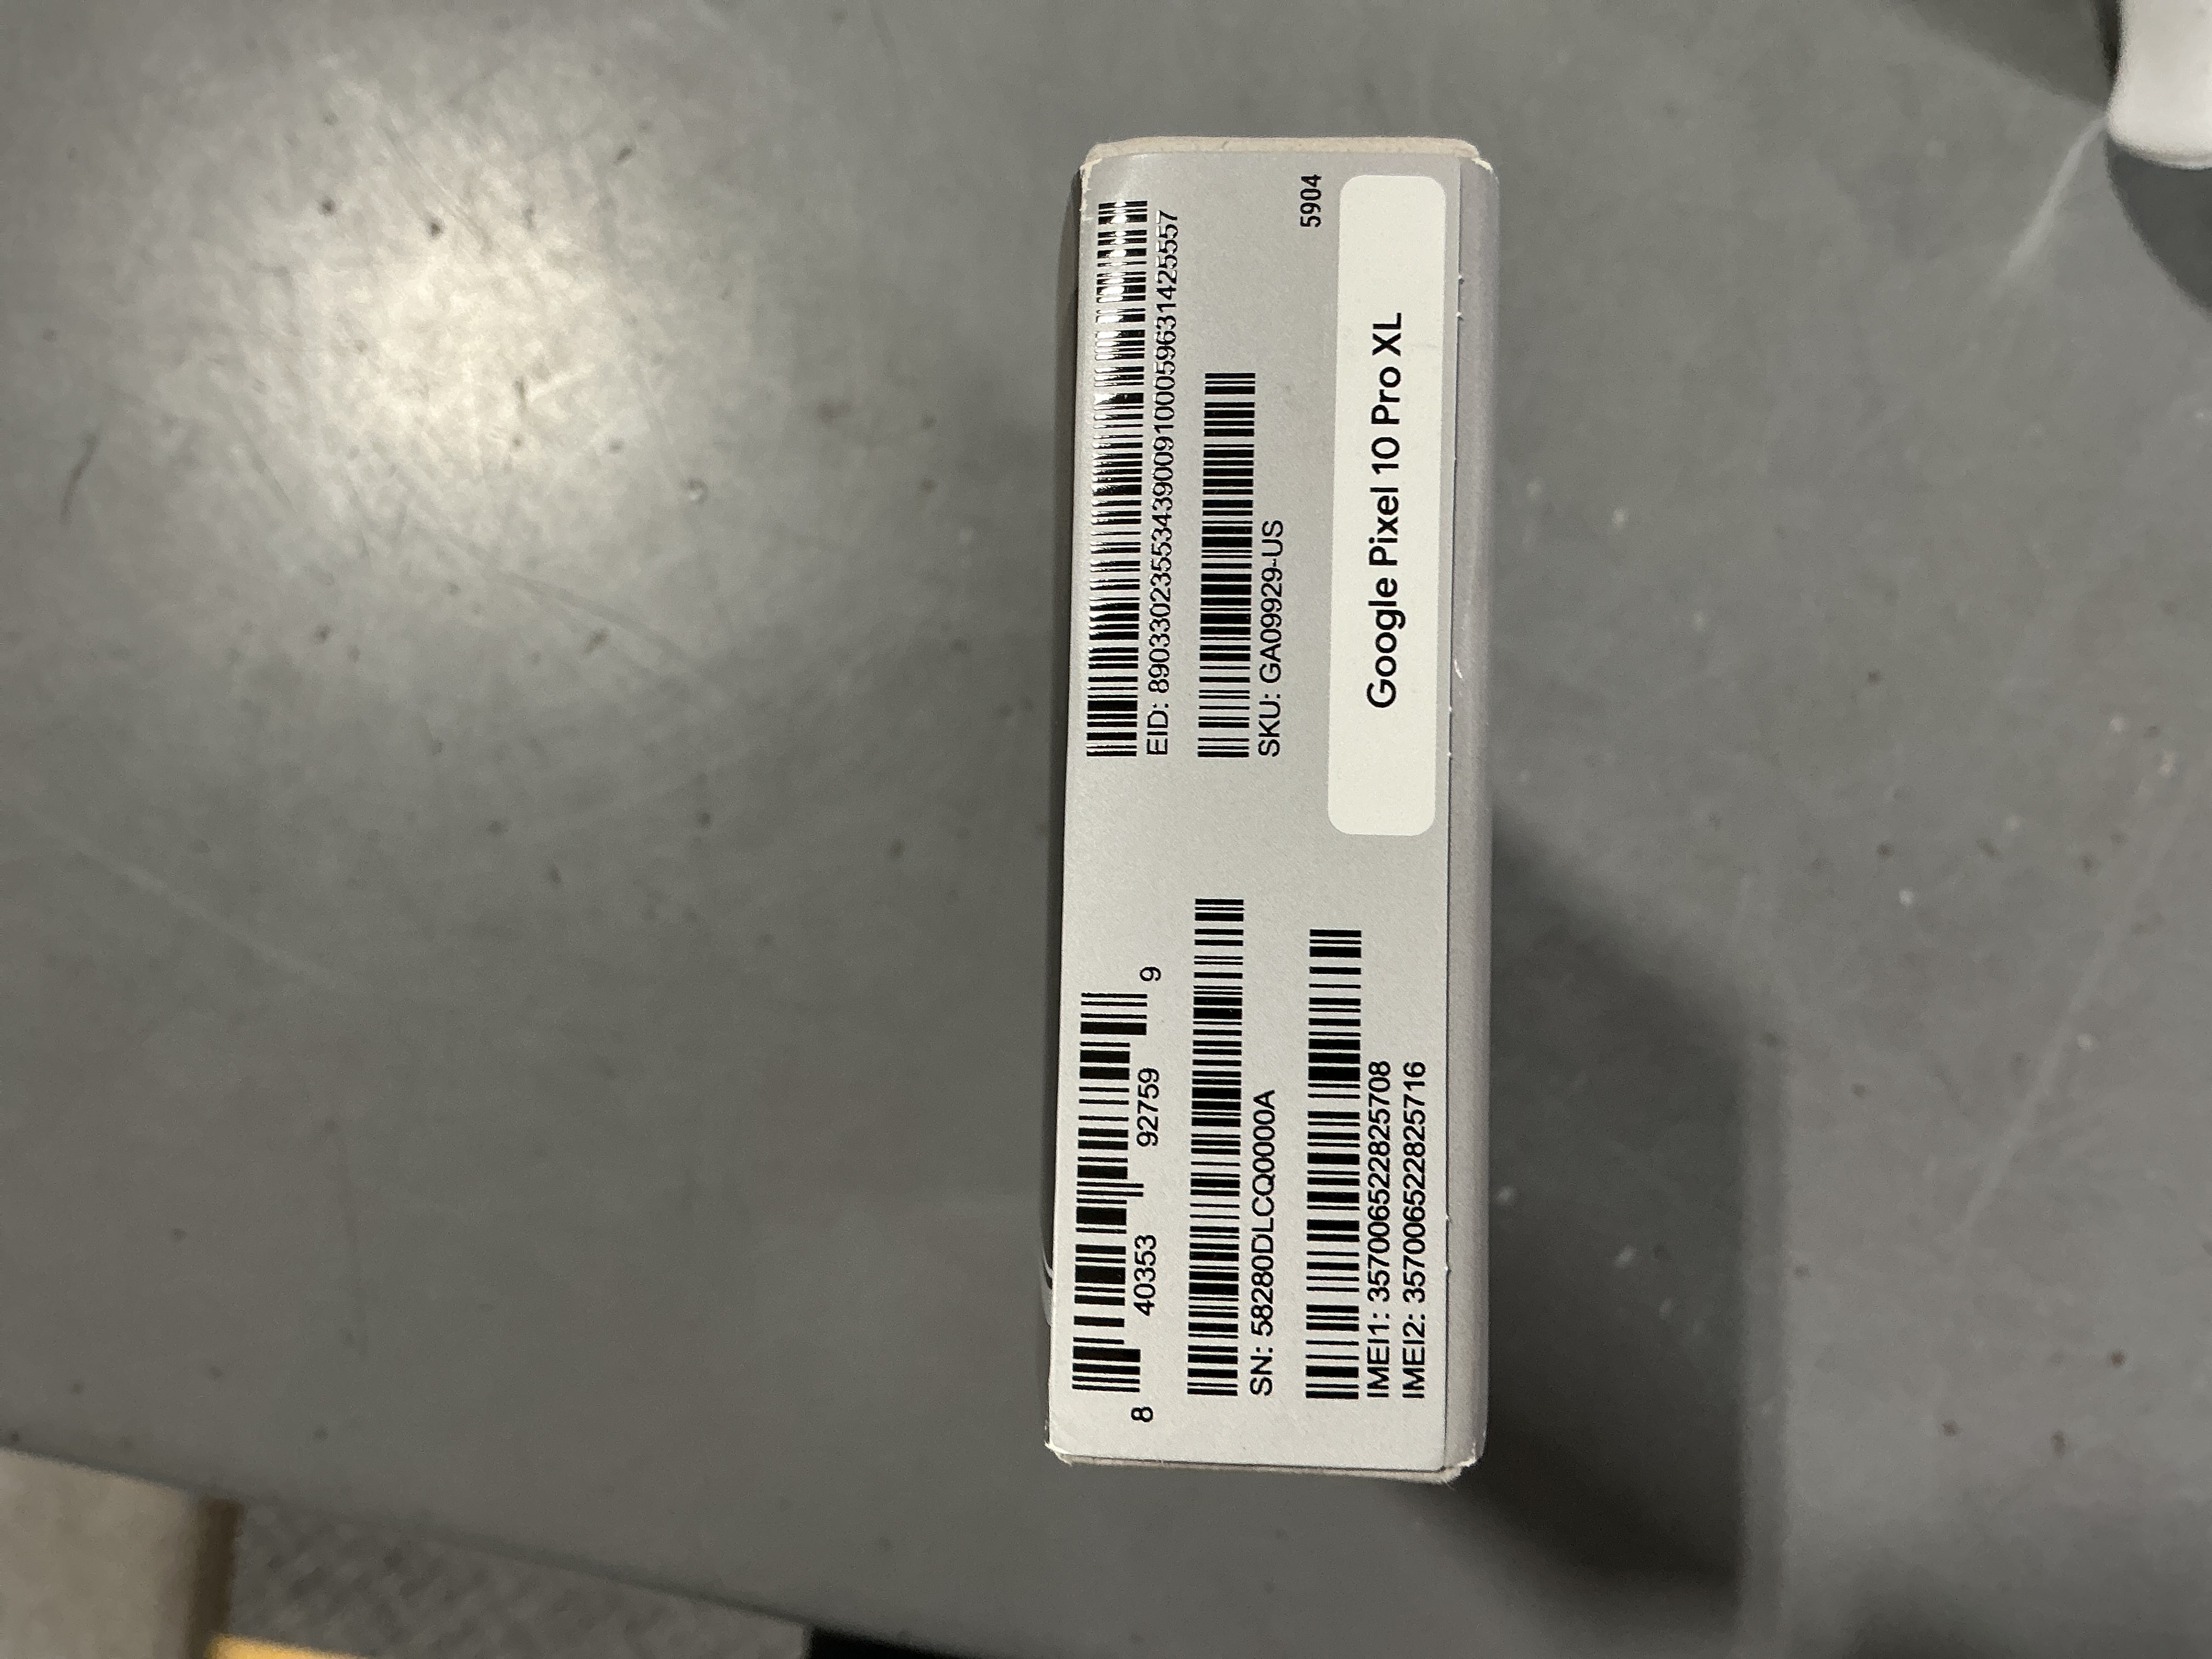 8 40353 92759 9
SN: 58280DLCQ0000A
IMEI1: 357006522825708
IMEI2: 357006522825716
EID: 89033023553439009100059631425557
SKU: GA09929-US
5904
Google Pixel 10 Pro XL